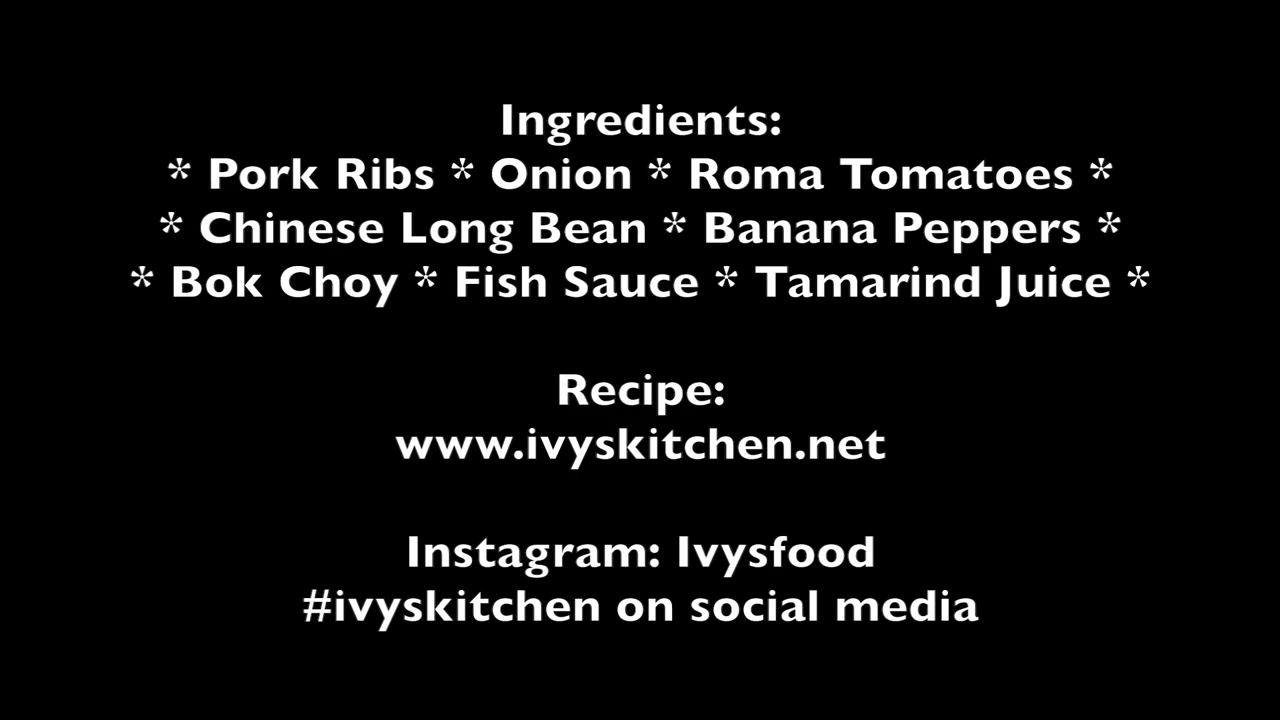 Ingredients:
* Pork Ribs * Onion * Roma Tomatoes *
* Chinese Long Bean * Banana Peppers *
* Bok Choy * Fish Sauce * Tamarind Juice *
Recipe:
www.ivyskitchen.net
Instagram: Ivysfood
#ivyskitchen on social media